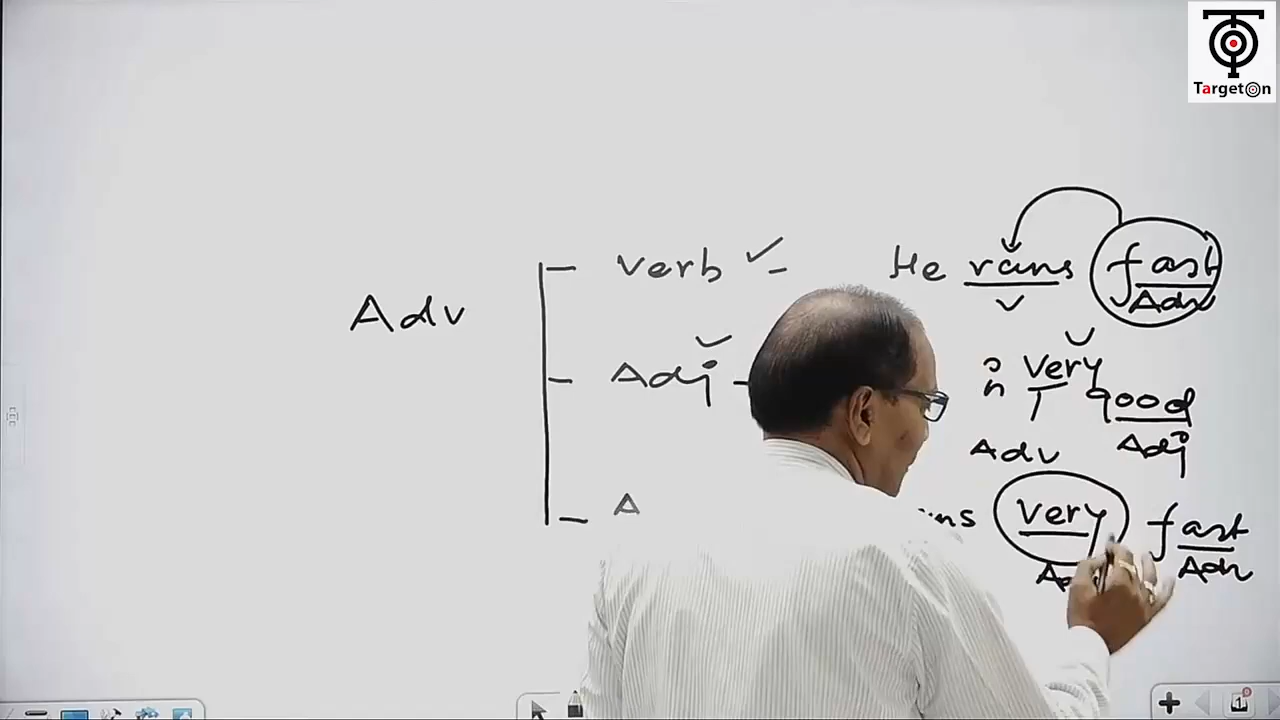 TargetOn
Verb ✓ - He runs fast
V Adv
Adv
Adj - very good
Adv Adj
very fast
Adv